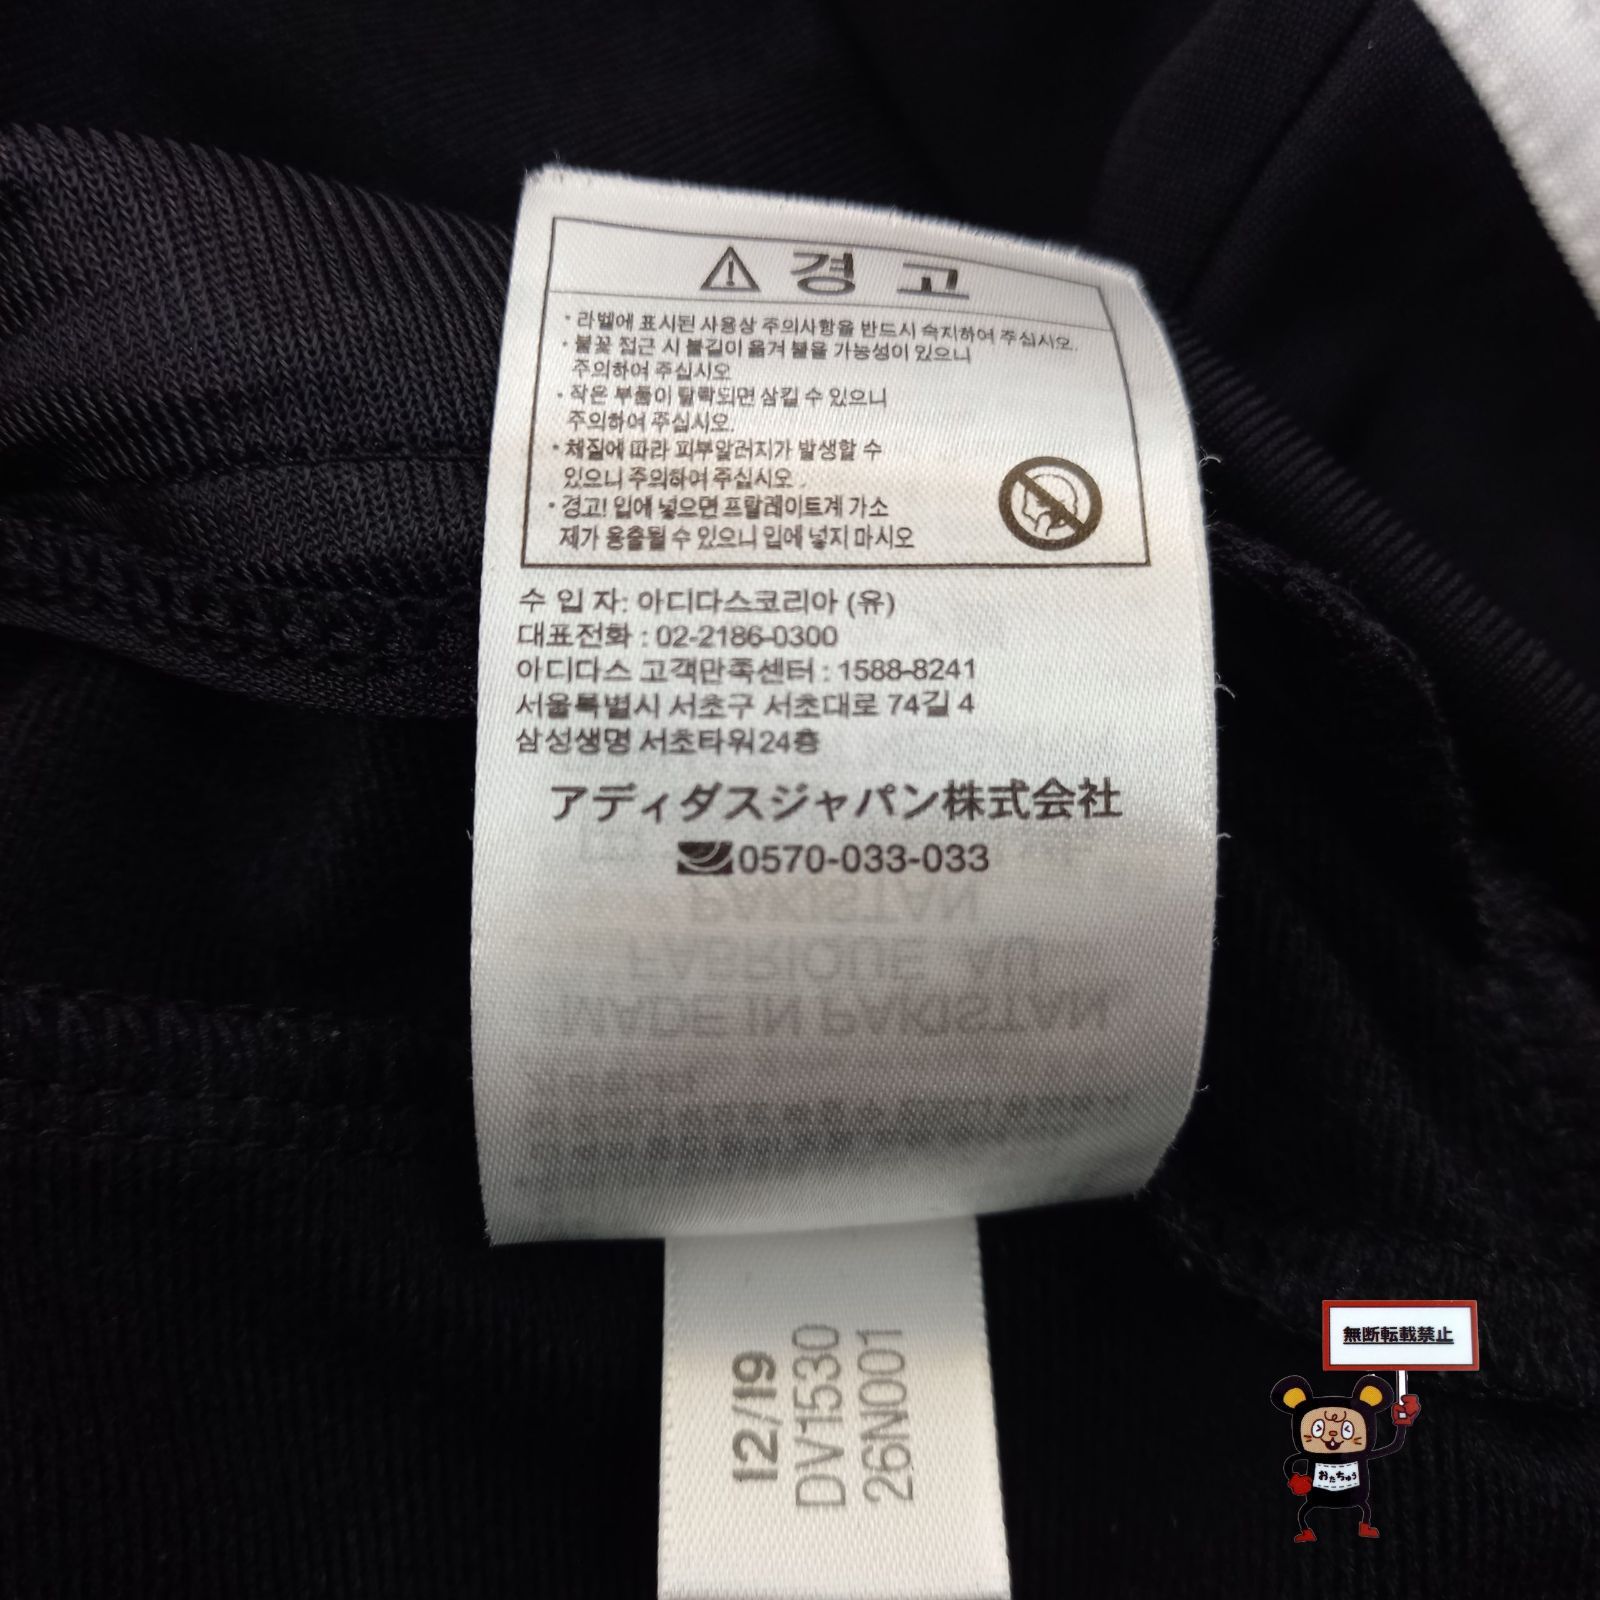 경고
· 라벨에 표시된 사용상 주의사항을 반드시 숙지하여 주십시오.
· 불꽃 접근 시 불길이 옮겨 붙을 가능성이 있으니
주의하여 주십시오
· 작은 부품이 탈락되면 삼킬 수 있으니
주의하여 주십시오.
· 체질에 따라 피부알러지가 발생할 수
있으니 주의하여 주십시오.
· 경고! 입에 넣으면 프탈레이트계 가소
제가 용출될 수 있으니 입에 넣지 마시오
수 입 자: 아디다스코리아 (유)
대표전화 : 02-2186-0300
아디다스 고객만족센터 : 1588-8241
서울특별시 서초구 서초대로 74길 4
삼성생명 서초타워 24층
アディダスジャパン株式会社
0570-033-033
PAKISTAN
FABRIQUE AU
MADE IN PAKISTAN
12/19
DV1530
26N001
無断転載禁止
おたちゅう